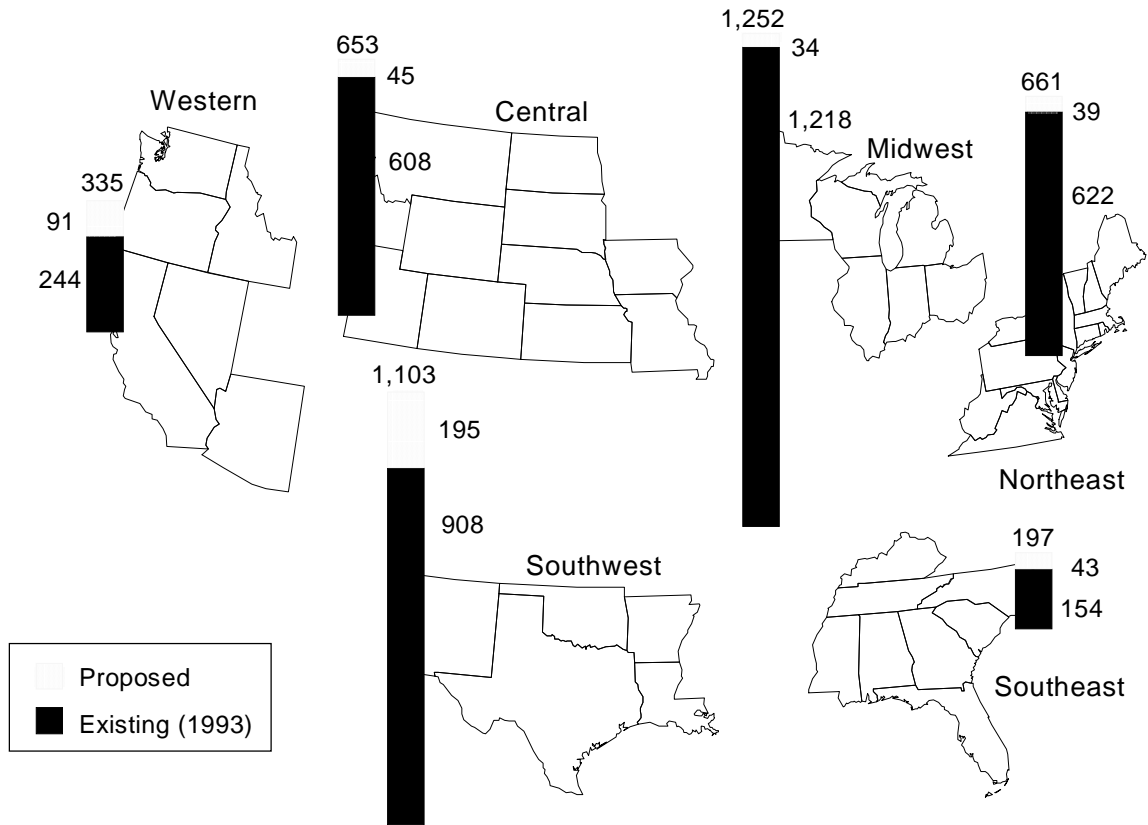 Western
335
91
244
653
45
608
Central
1,252
34
1,218
Midwest
661
39
622
Northeast
1,103
195
908
Southwest
197
43
154
Southeast
Proposed
Existing (1993)